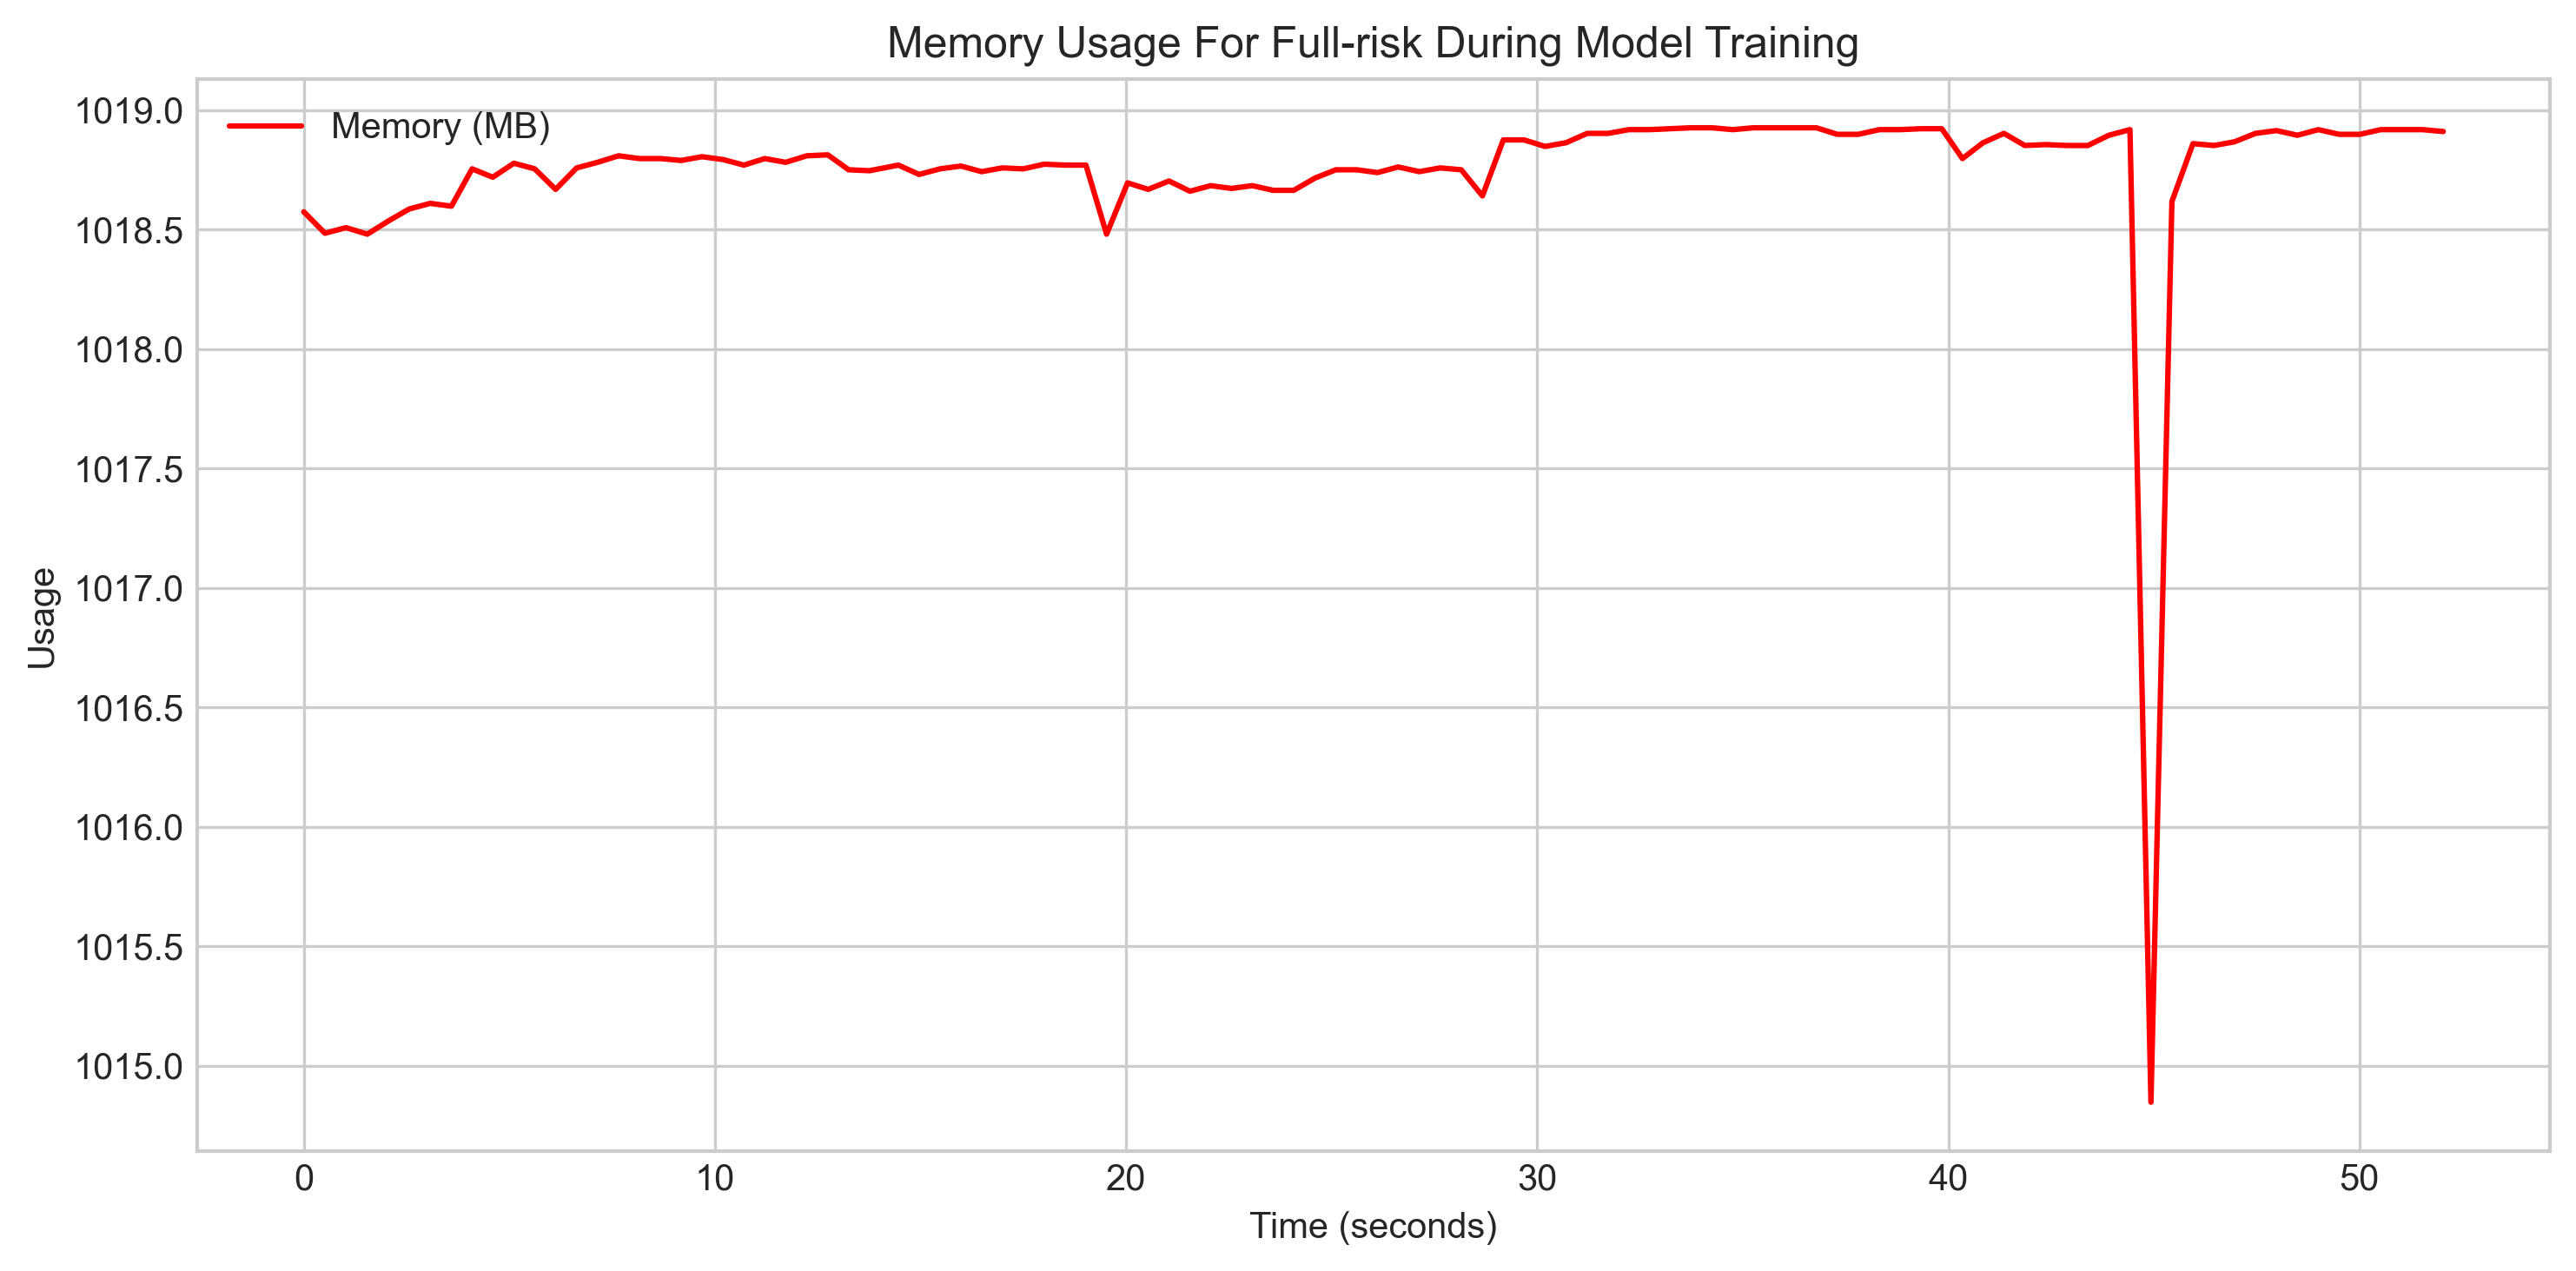 Memory Usage For Full-risk During Model Training
Memory (MB)
Usage
1019.0
1018.5
1018.0
1017.5
1017.0
1016.5
1016.0
1015.5
1015.0
0 10 20 30 40 50
Time (seconds)